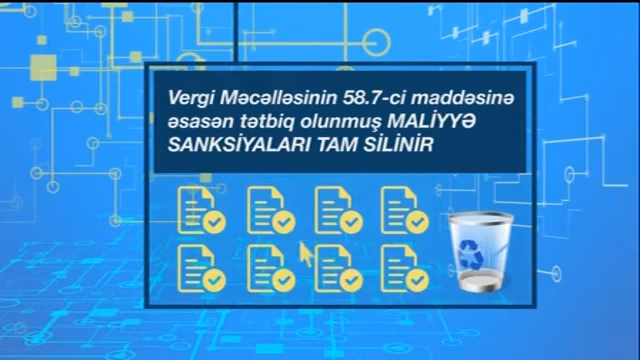 Vergi Məcəlləsinin 58.7-ci maddəsinə
əsasən tətbiq olunmuş MALİYYƏ
SANKSİYALARI TAM SİLİNİR